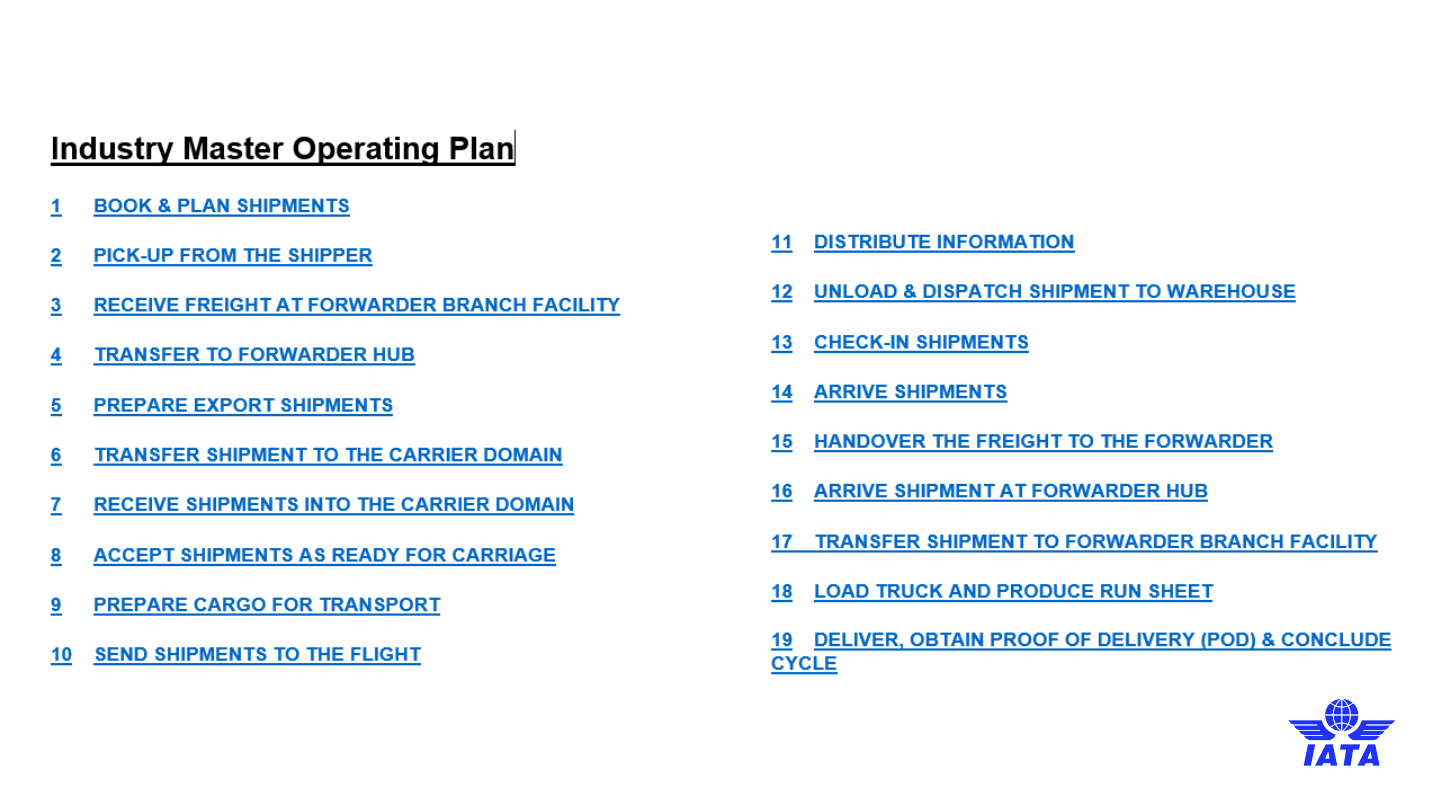 Industry Master Operating Plan
1 BOOK & PLAN SHIPMENTS
2 PICK-UP FROM THE SHIPPER
3 RECEIVE FREIGHT AT FORWARDER BRANCH FACILITY
4 TRANSFER TO FORWARDER HUB
5 PREPARE EXPORT SHIPMENTS
6 TRANSFER SHIPMENT TO THE CARRIER DOMAIN
7 RECEIVE SHIPMENTS INTO THE CARRIER DOMAIN
8 ACCEPT SHIPMENTS AS READY FOR CARRIAGE
9 PREPARE CARGO FOR TRANSPORT
10 SEND SHIPMENTS TO THE FLIGHT
11 DISTRIBUTE INFORMATION
12 UNLOAD & DISPATCH SHIPMENT TO WAREHOUSE
13 CHECK-IN SHIPMENTS
14 ARRIVE SHIPMENTS
15 HANDOVER THE FREIGHT TO THE FORWARDER
16 ARRIVE SHIPMENT AT FORWARDER HUB
17 TRANSFER SHIPMENT TO FORWARDER BRANCH FACILITY
18 LOAD TRUCK AND PRODUCE RUN SHEET
19 DELIVER, OBTAIN PROOF OF DELIVERY (POD) & CONCLUDE
CYCLE
IATA